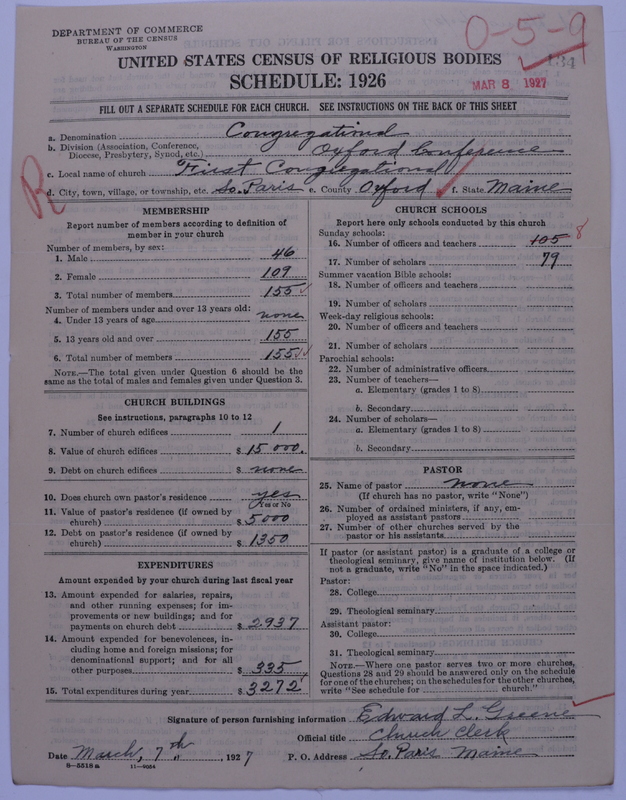 DEPARTMENT OF COMMERCE
BUREAU OF THE CENSUS
WASHINGTON
0-5-9
UNITED STATES CENSUS OF RELIGIOUS BODIES
SCHEDULE: 1926
MAR 8 1927
FILL OUT A SEPARATE SCHEDULE FOR EACH CHURCH. SEE INSTRUCTIONS ON THE BACK OF THIS SHEET
a. Denomination Congregational
b. Division (Association, Conference, Diocese, Presbytery, Synod, etc.) Oxford Conference
c. Local name of church First Congregational
d. City, town, village, or township, etc. So. Paris e. County Oxford f. State Maine
R
MEMBERSHIP
Report number of members according to definition of
member in your church
Number of members, by sex:
1. Male 46
2. Female 109
3. Total number of members 155
Number of members under and over 13 years old:
4. Under 13 years of age none
5. 13 years old and over 155
6. Total number of members 155
NOTE.—The total given under Question 6 should be the
same as the total of males and females given under Question 3.
CHURCH BUILDINGS
See instructions, paragraphs 10 to 12
7. Number of church edifices 1
8. Value of church edifices $ 15 000.
9. Debt on church edifices $ none
10. Does church own pastor's residence yes
Yes or No
11. Value of pastor's residence (if owned by
church) $ 5000
12. Debt on pastor's residence (if owned by
church) $ 1350
EXPENDITURES
Amount expended by your church during last fiscal year
13. Amount expended for salaries, repairs,
and other running expenses; for im-
provements or new buildings; and for
payments on church debt $ 2937
14. Amount expended for benevolences, in-
cluding home and foreign missions; for
denominational support; and for all
other purposes $ 335
15. Total expenditures during year $ 3272
CHURCH SCHOOLS
Report here only schools conducted by this church
Sunday schools:
16. Number of officers and teachers 105 8
17. Number of scholars 79
Summer vacation Bible schools:
18. Number of officers and teachers
19. Number of scholars
Week-day religious schools:
20. Number of officers and teachers
21. Number of scholars
Parochial schools:
22. Number of administrative officers
23. Number of teachers—
a. Elementary (grades 1 to 8)
b. Secondary
24. Number of scholars—
a. Elementary (grades 1 to 8)
b. Secondary
PASTOR
25. Name of pastor none
(If church has no pastor, write "None")
26. Number of ordained ministers, if any, em-
ployed as assistant pastors
27. Number of other churches served by the
pastor or his assistants
If pastor (or assistant pastor) is a graduate of a college or
theological seminary, give name of institution below. (If
not a graduate, write "No" in the space indicated.)
Pastor:
28. College
29. Theological seminary
Assistant pastor:
30. College
31. Theological seminary
NOTE.—Where one pastor serves two or more churches,
Questions 28 and 29 should be answered only on the schedule
for one of the churches; on the schedules for the other churches,
write "See schedule for church."
Signature of person furnishing information Edward L. Greene
Official title Church Clerk
Date March, 7th, 1927 P. O. Address So. Paris Maine
8—5518 a 11—9054